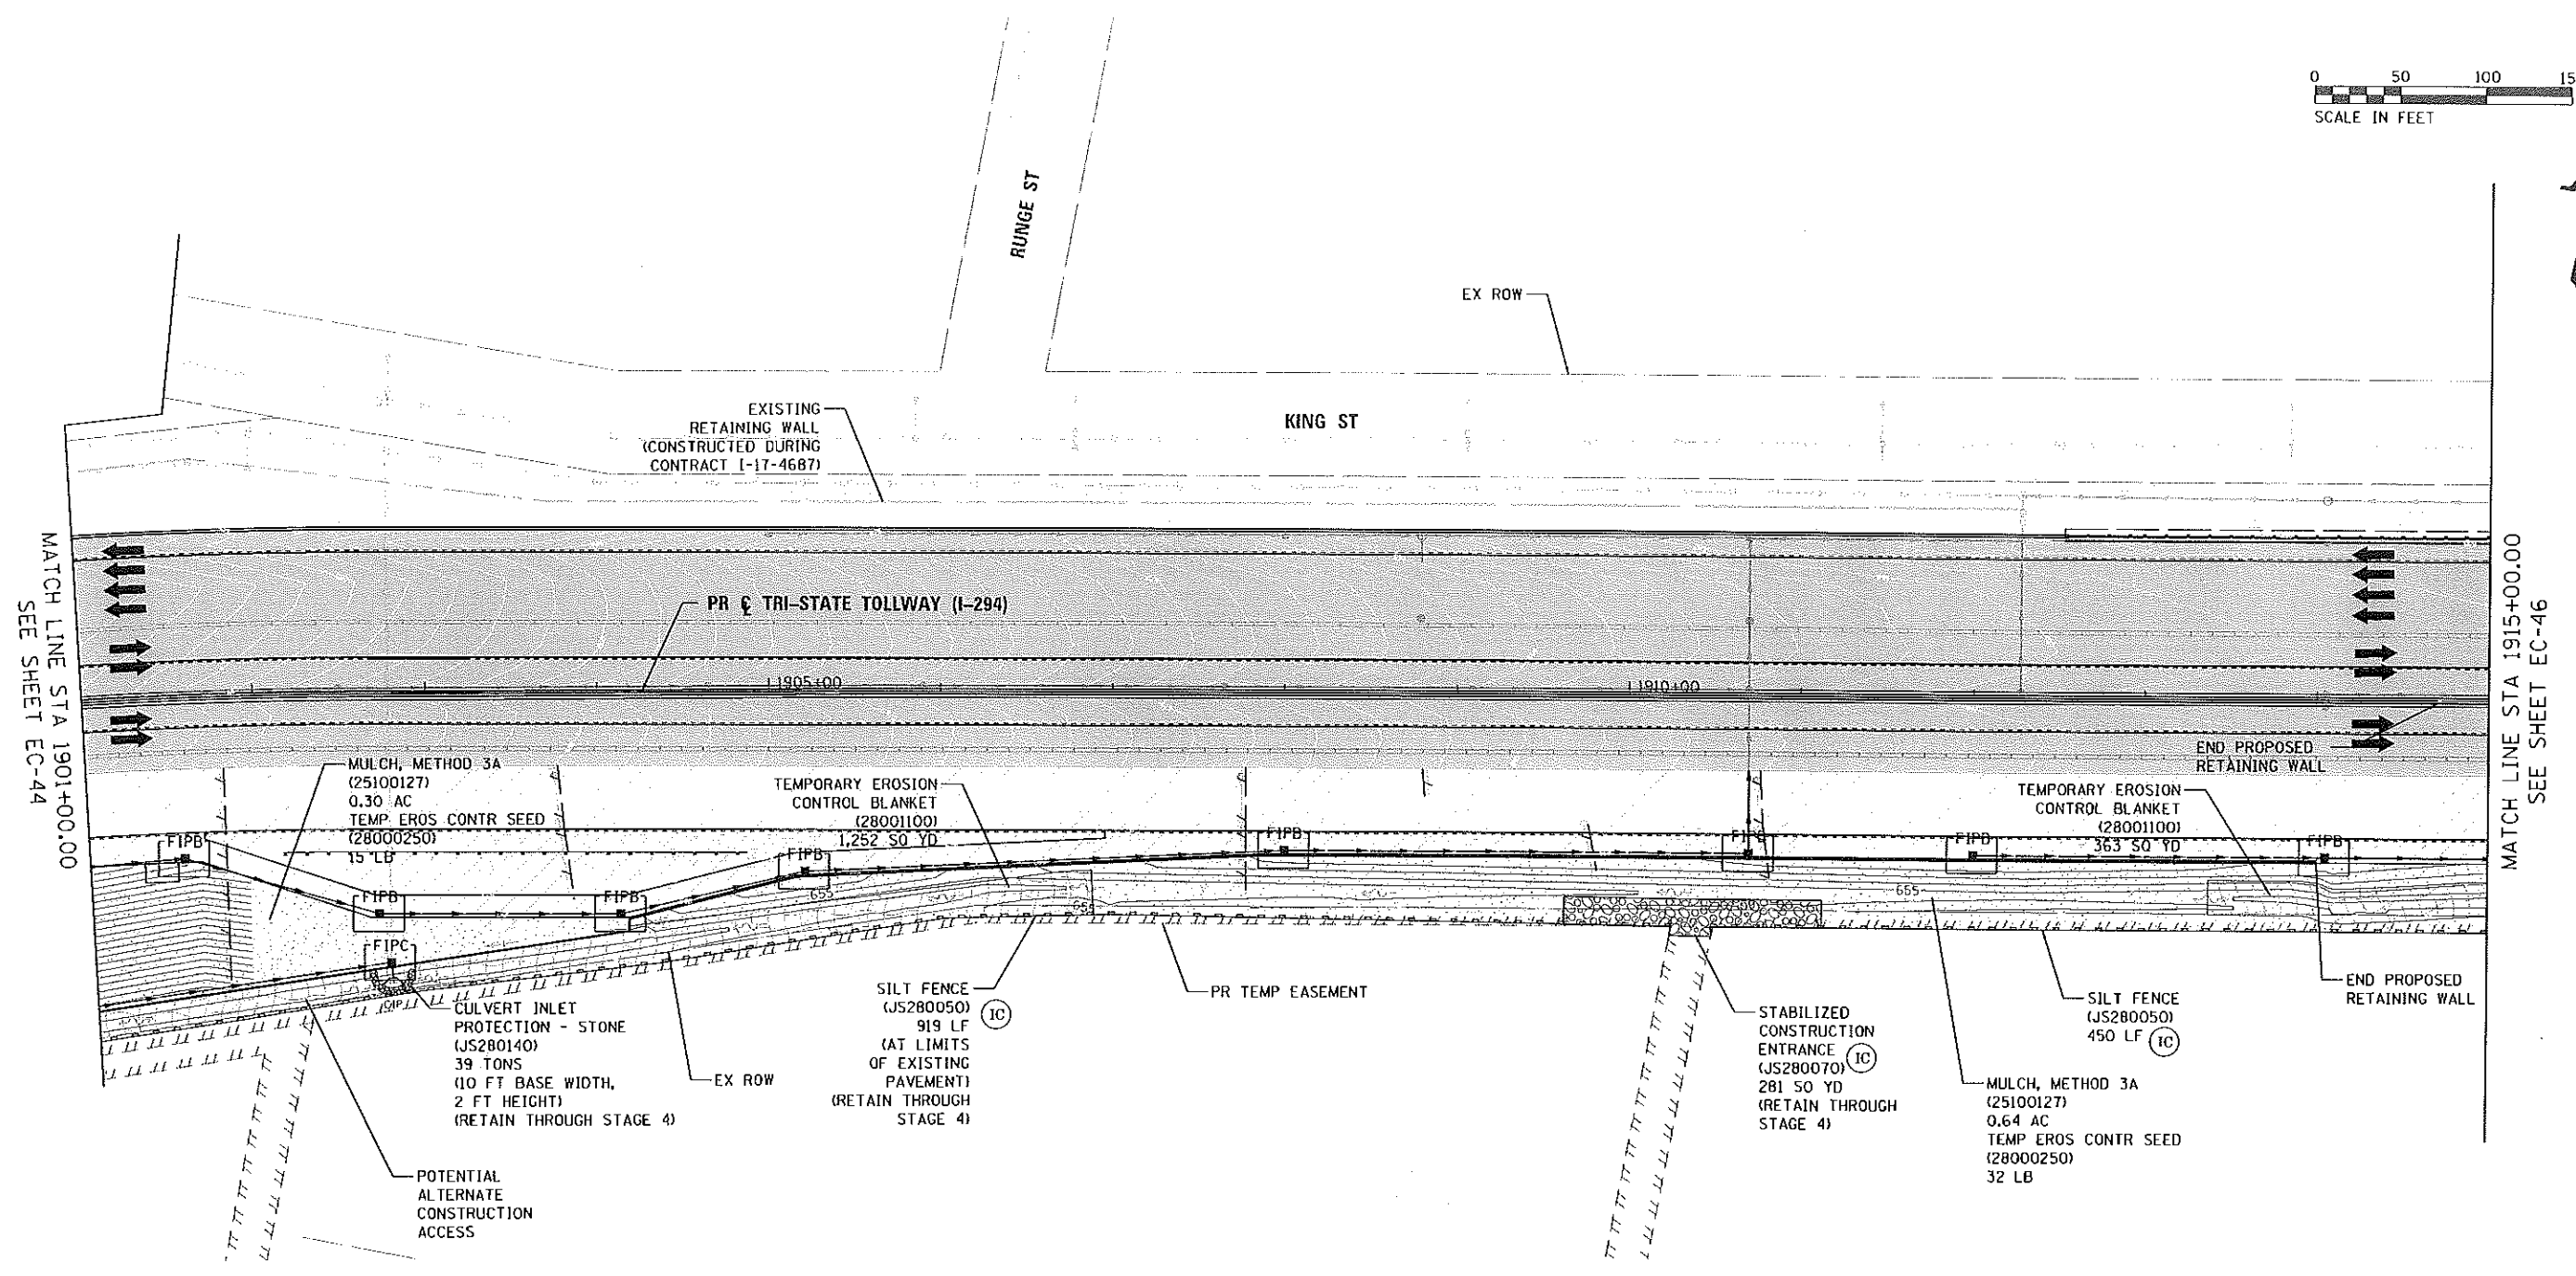 0 50 100 15
SCALE IN FEET
RUNGE ST
EX ROW
EXISTING
RETAINING WALL
(CONSTRUCTED DURING
CONTRACT I-17-4687)
KING ST
MATCH LINE STA 1901+00.00
SEE SHEET EC-44
MATCH LINE STA 1915+00.00
SEE SHEET EC-46
PR ℄ TRI-STATE TOLLWAY (I-294)
1905+00
1910+00
MULCH, METHOD 3A
(25100127)
0.30 AC
TEMP EROS CONTR SEED
(28000250)
15 LB
TEMPORARY EROSION
CONTROL BLANKET
(28001100)
1,252 SQ YD
END PROPOSED
RETAINING WALL
TEMPORARY EROSION
CONTROL BLANKET
(28001100)
363 SQ YD
FIPB
FIPB
FIPB
FIPB
FIPB
FIPB
655
655
FIPC
CIP
CULVERT INLET
PROTECTION - STONE
(JS280140)
39 TONS
(10 FT BASE WIDTH,
2 FT HEIGHT)
(RETAIN THROUGH STAGE 4)
EX ROW
SILT FENCE
(JS280050) IC
919 LF
(AT LIMITS
OF EXISTING
PAVEMENT)
(RETAIN THROUGH
STAGE 4)
PR TEMP EASEMENT
STABILIZED
CONSTRUCTION
ENTRANCE IC
(JS280070)
281 SQ YD
(RETAIN THROUGH
STAGE 4)
SILT FENCE
(JS280050)
450 LF IC
END PROPOSED
RETAINING WALL
MULCH, METHOD 3A
(25100127)
0.64 AC
TEMP EROS CONTR SEED
(28000250)
32 LB
POTENTIAL
ALTERNATE
CONSTRUCTION
ACCESS